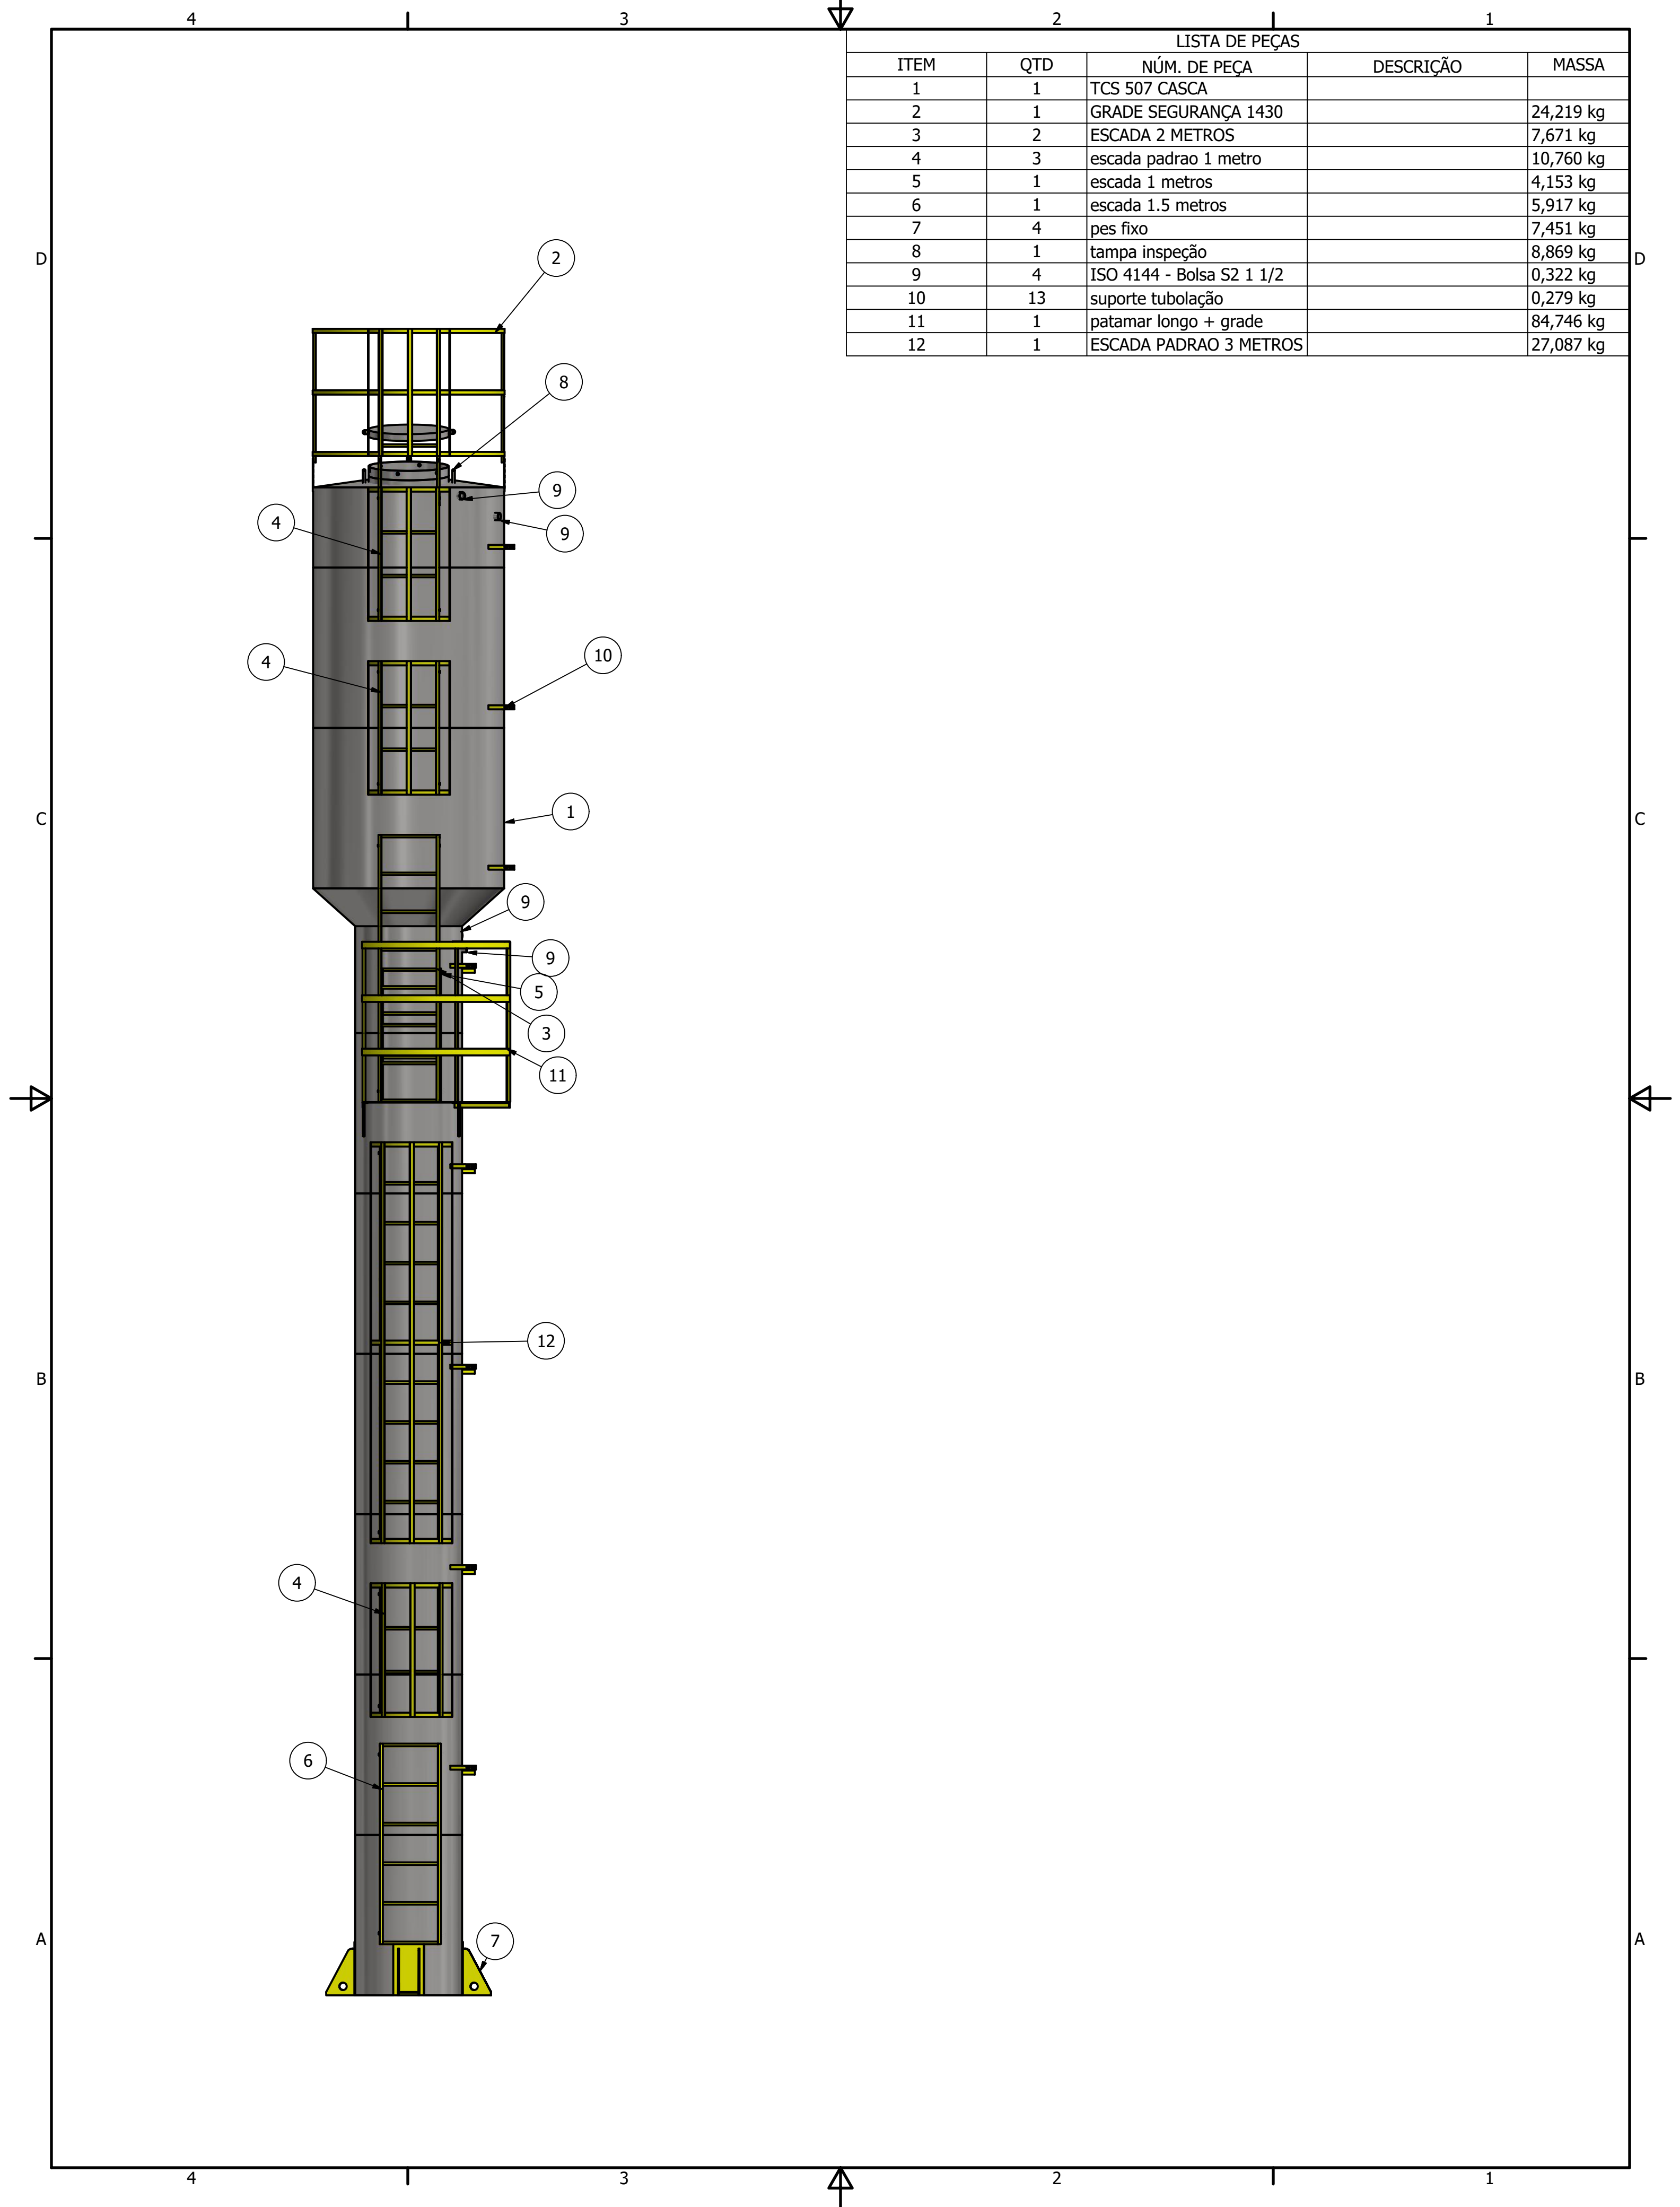 4 3 2 1
LISTA DE PEÇAS
ITEM QTD NÚM. DE PEÇA DESCRIÇÃO MASSA
1 1 TCS 507 CASCA
2 1 GRADE SEGURANÇA 1430 24,219 kg
3 2 ESCADA 2 METROS 7,671 kg
4 3 escada padrao 1 metro 10,760 kg
5 1 escada 1 metros 4,153 kg
6 1 escada 1.5 metros 5,917 kg
7 4 pes fixo 7,451 kg
8 1 tampa inspeção 8,869 kg
9 4 ISO 4144 - Bolsa S2 1 1/2 0,322 kg
10 13 suporte tubolação 0,279 kg
11 1 patamar longo + grade 84,746 kg
12 1 ESCADA PADRAO 3 METROS 27,087 kg
D D
2
8
9
4
9
10
4
1
C C
9
9
5
3
11
12
B B
4
6
A A
7
4 3 2 1